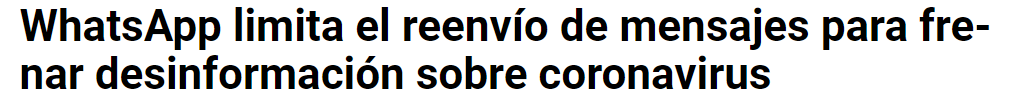 WhatsApp limita el reenvío de mensajes para fre-
nar desinformación sobre coronavirus